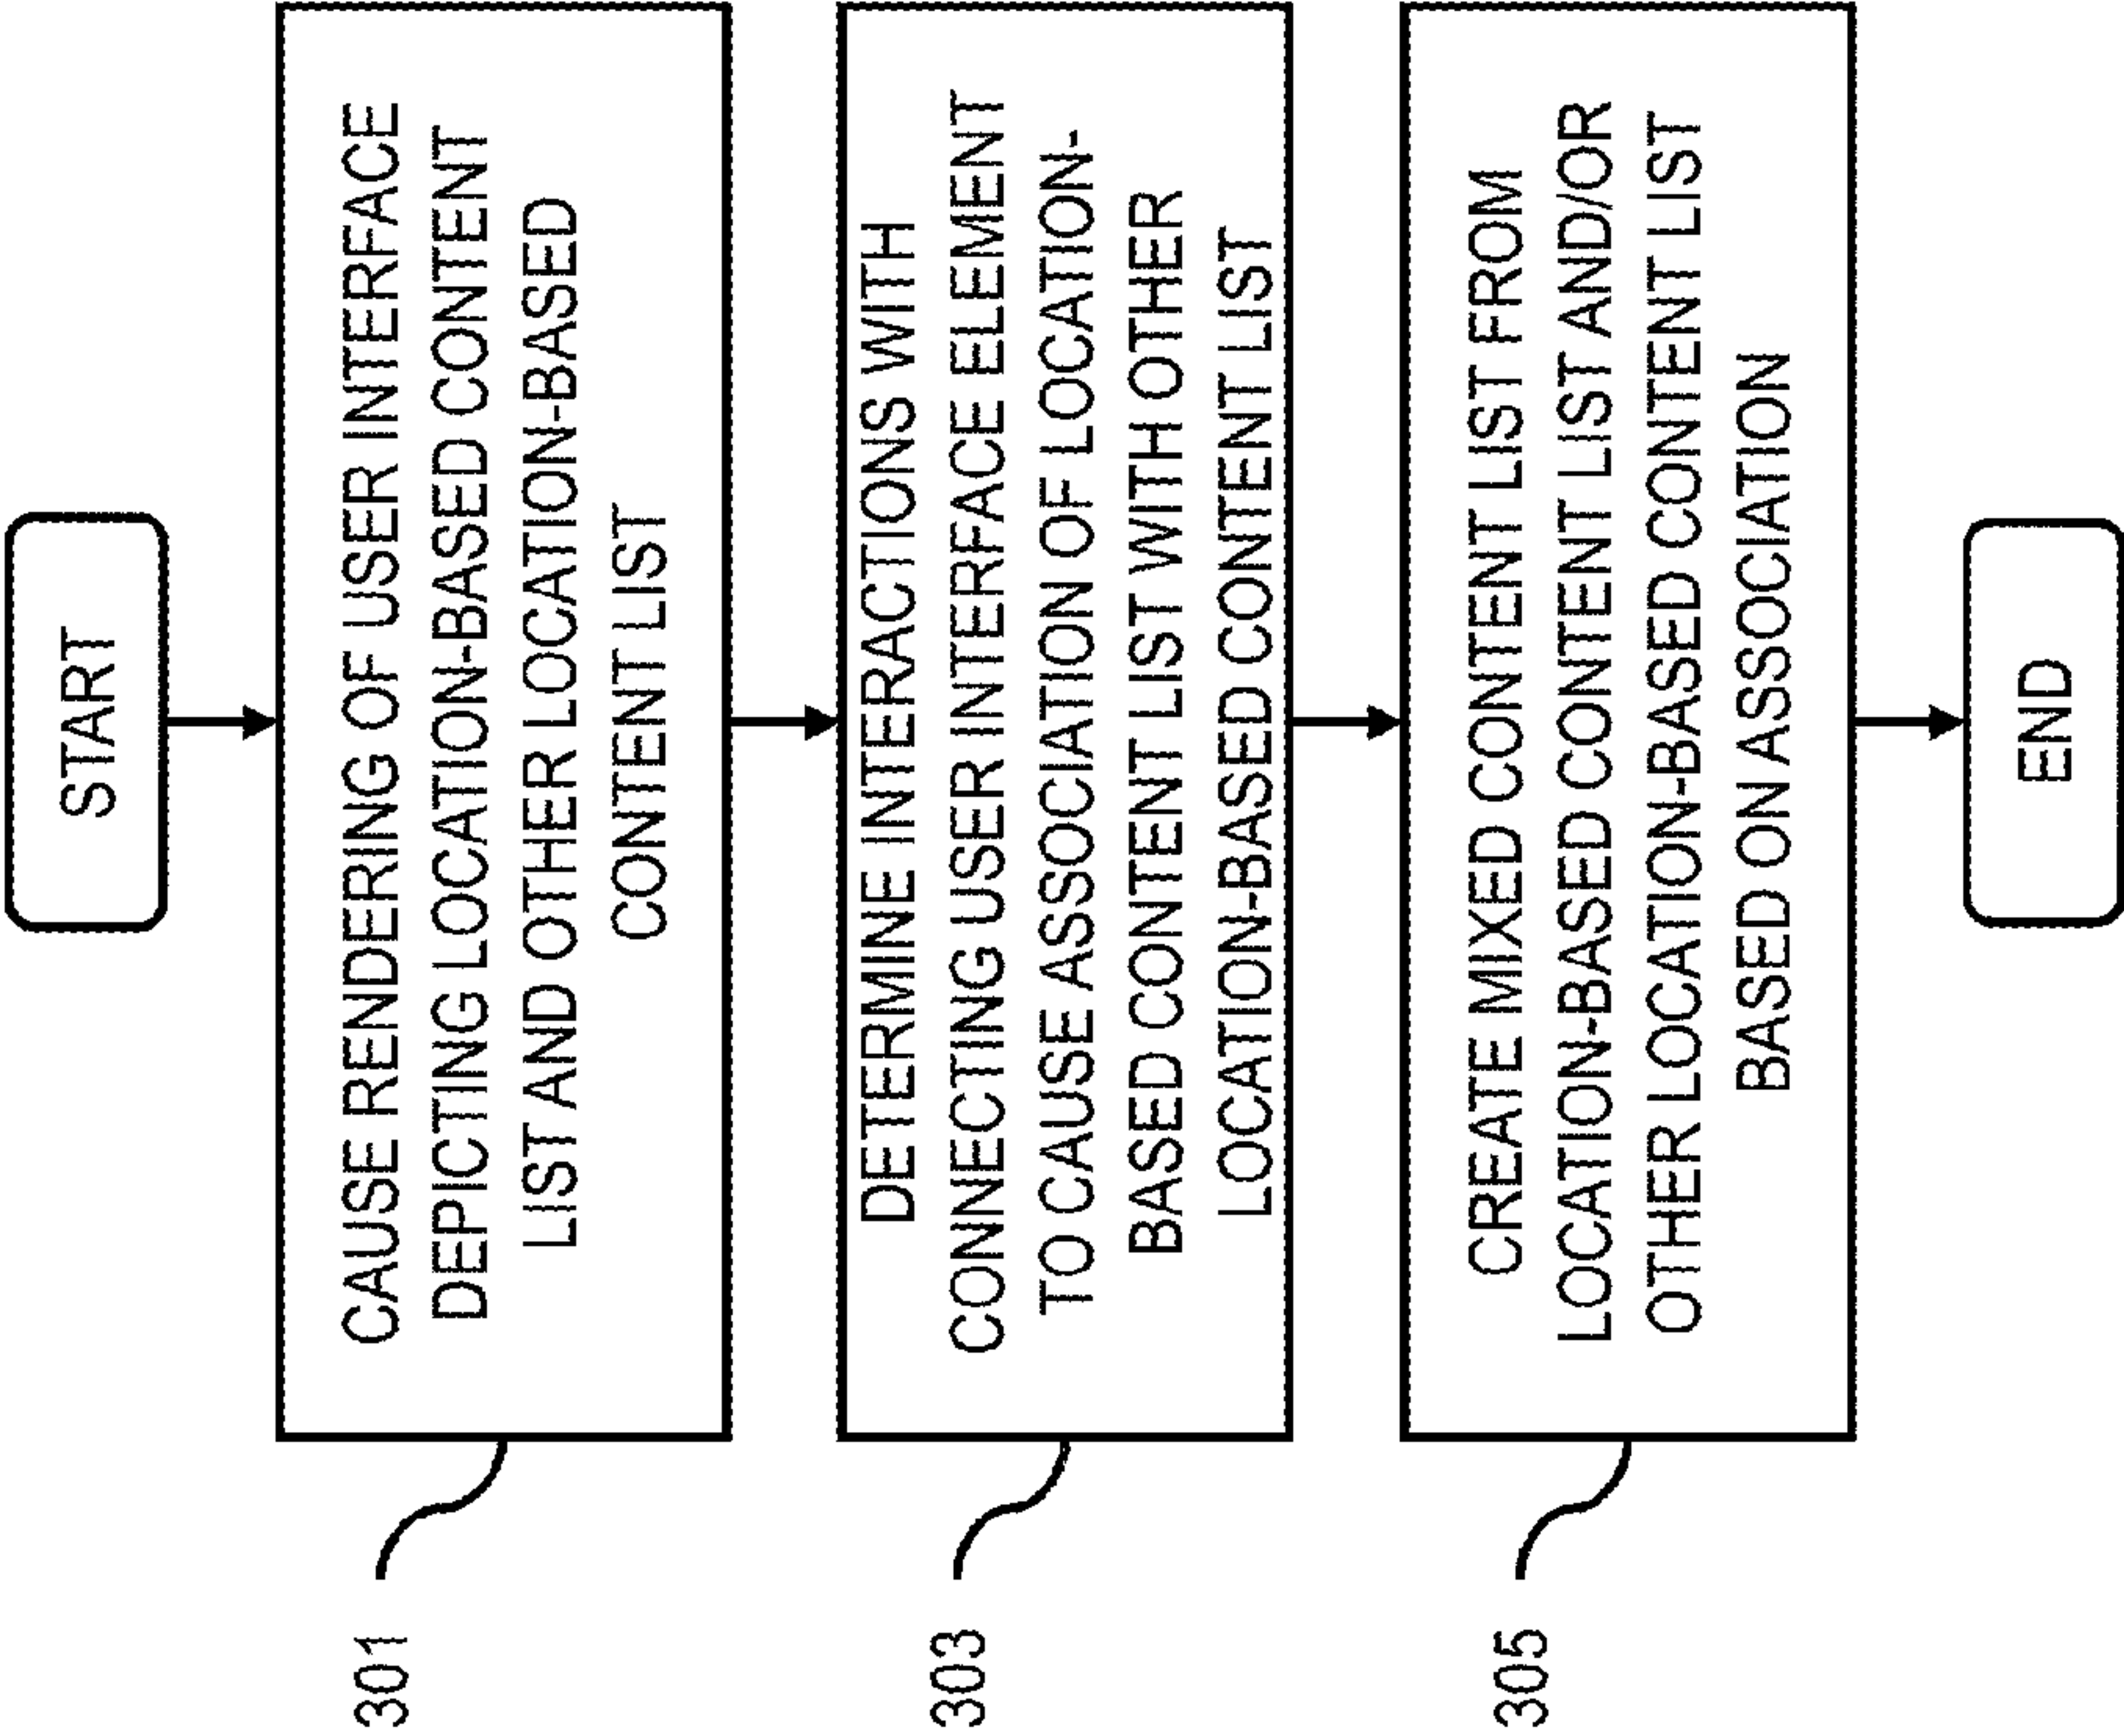 START
CAUSE RENDERING OF USER INTERFACE
DEPICTING LOCATION-BASED CONTENT
LIST AND OTHER LOCATION-BASED
CONTENT LIST
301
DETERMINE INTERACTIONS WITH
CONNECTING USER INTERFACE ELEMENT
TO CAUSE ASSOCIATION OF LOCATION-
BASED CONTENT LIST WITH OTHER
LOCATION-BASED CONTENT LIST
303
CREATE MIXED CONTENT LIST FROM
LOCATION-BASED CONTENT LIST AND/OR
OTHER LOCATION-BASED CONTENT LIST
BASED ON ASSOCIATION
305
END